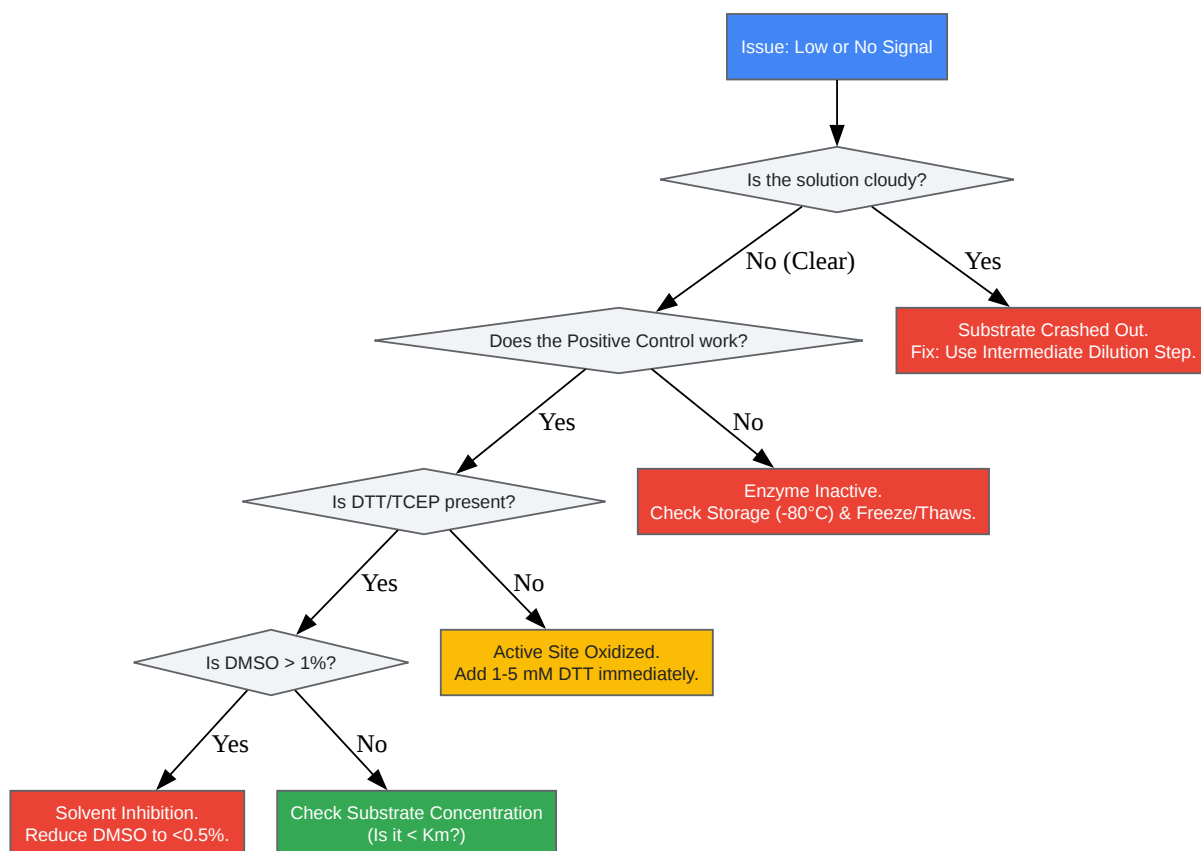 Issue: Low or No Signal
Is the solution cloudy?
No (Clear)
Yes
Does the Positive Control work?
Substrate Crashed Out.
Fix: Use Intermediate Dilution Step.
Yes
No
Is DTT/TCEP present?
Enzyme Inactive.
Check Storage (-80°C) & Freeze/Thaws.
Yes
No
Is DMSO > 1%?
Active Site Oxidized.
Add 1-5 mM DTT immediately.
Yes
No
Solvent Inhibition.
Reduce DMSO to <0.5%.
Check Substrate Concentration
(Is it < Km?)